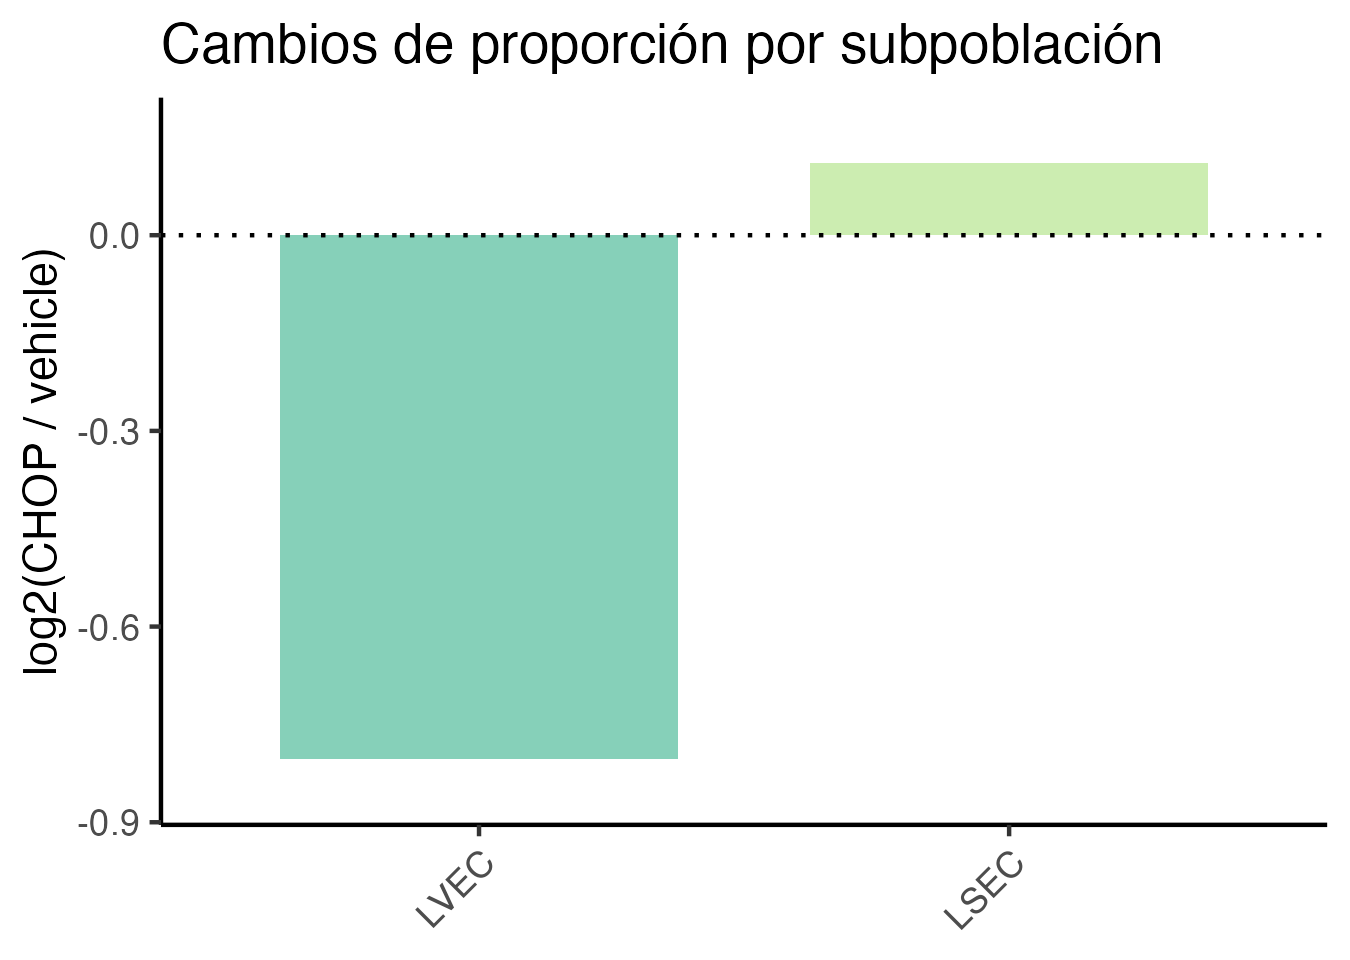 Cambios de proporción por subpoblación
log2(CHOP / vehicle)
0.0
-0.3
-0.6
-0.9
LVEC
LSEC